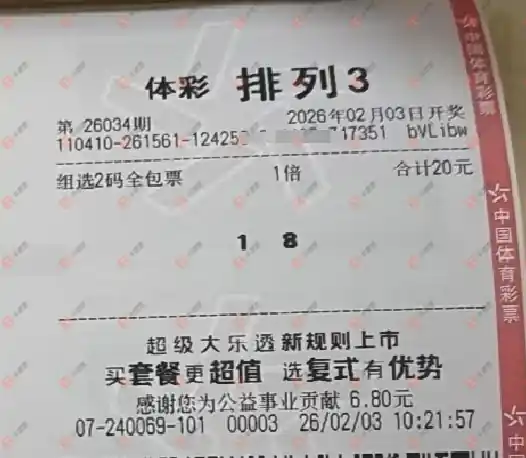 体彩 排列3
第 26034期 2026年02月03日开奖
110410-261561-12425 717351 bVLibw
组选2码全包票 1倍 合计20元
1 8
超级大乐透新规则上市
买套餐更超值 选复式有优势
感谢您为公益事业贡献 6.80元
07-240069-101 00003 26/02/03 10:21:57
中国体育彩票
中国体育彩票
中